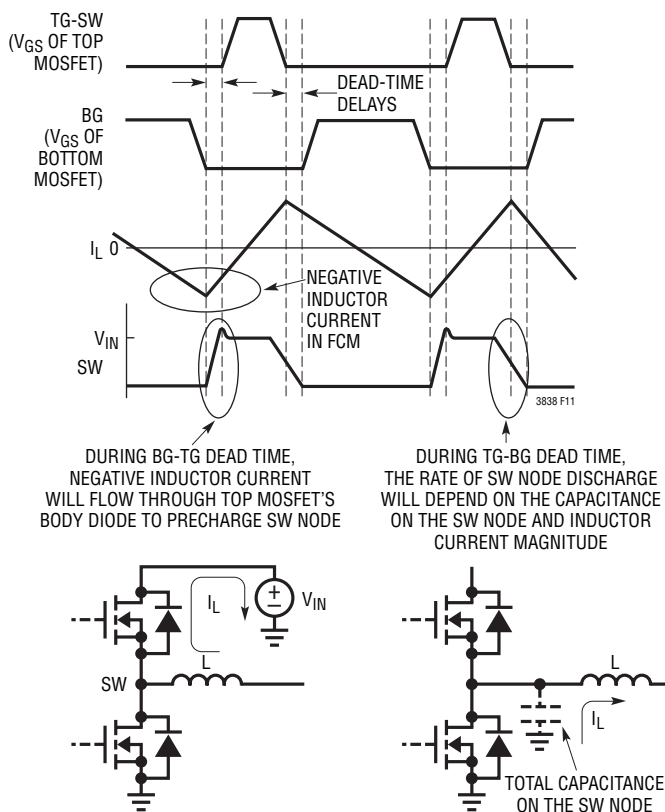 TG-SW
(VGS OF TOP
MOSFET)
DEAD-TIME
DELAYS
BG
(VGS OF
BOTTOM
MOSFET)
IL 0
NEGATIVE
INDUCTOR
CURRENT
IN FCM
VIN
SW
3838 F11
DURING BG-TG DEAD TIME,
NEGATIVE INDUCTOR CURRENT
WILL FLOW THROUGH TOP MOSFET'S
BODY DIODE TO PRECHARGE SW NODE
DURING TG-BG DEAD TIME,
THE RATE OF SW NODE DISCHARGE
WILL DEPEND ON THE CAPACITANCE
ON THE SW NODE AND INDUCTOR
CURRENT MAGNITUDE
IL
+
−
VIN
L
SW
L
IL
TOTAL CAPACITANCE
ON THE SW NODE